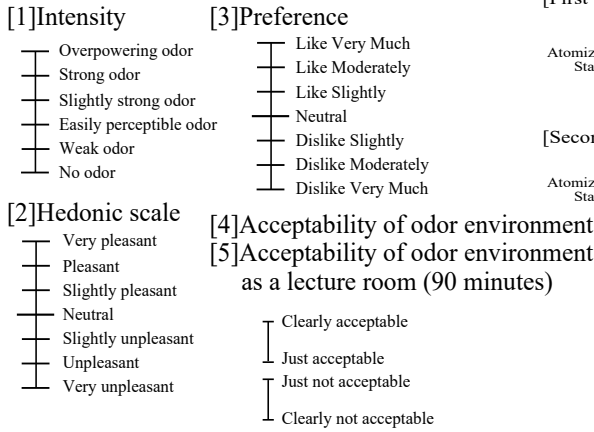 [1]Intensity
Overpowering odor
Strong odor
Slightly strong odor
Easily perceptible odor
Weak odor
No odor
[2]Hedonic scale
Very pleasant
Pleasant
Slightly pleasant
Neutral
Slightly unpleasant
Unpleasant
Very unpleasant
[3]Preference
Like Very Much
Like Moderately
Like Slightly
Neutral
Dislike Slightly
Dislike Moderately
Dislike Very Much
[4]Acceptability of odor environment
[5]Acceptability of odor environment
as a lecture room (90 minutes)
Clearly acceptable
Just acceptable
Just not acceptable
Clearly not acceptable